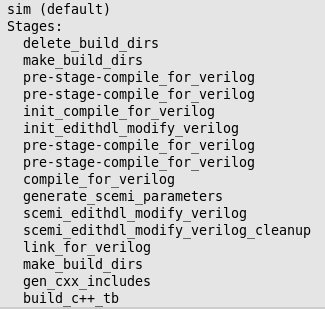 sim (default)
Stages:
delete_build_dirs
make_build_dirs
pre-stage-compile_for_verilog
pre-stage-compile_for_verilog
init_compile_for_verilog
init_edithdl_modify_verilog
pre-stage-compile_for_verilog
pre-stage-compile_for_verilog
compile_for_verilog
generate_scemi_parameters
scemi_edithdl_modify_verilog
scemi_edithdl_modify_verilog_cleanup
link_for_verilog
make_build_dirs
gen_cxx_includes
build_c++_tb